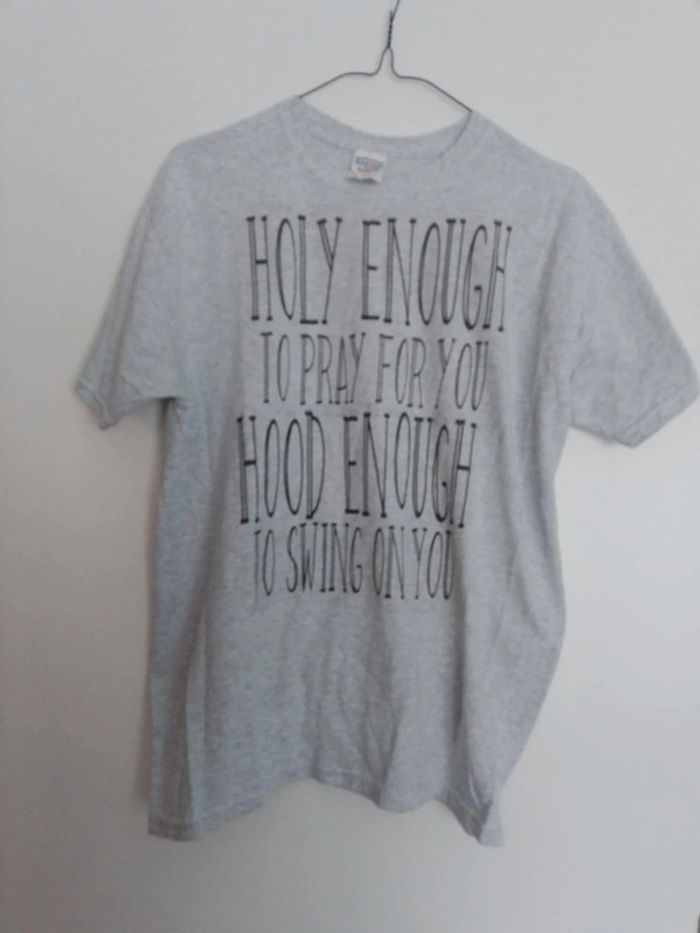 HOLY ENOUGH
TO PRAY FOR YOU
HOOD ENOUGH
TO SWING ON YOU